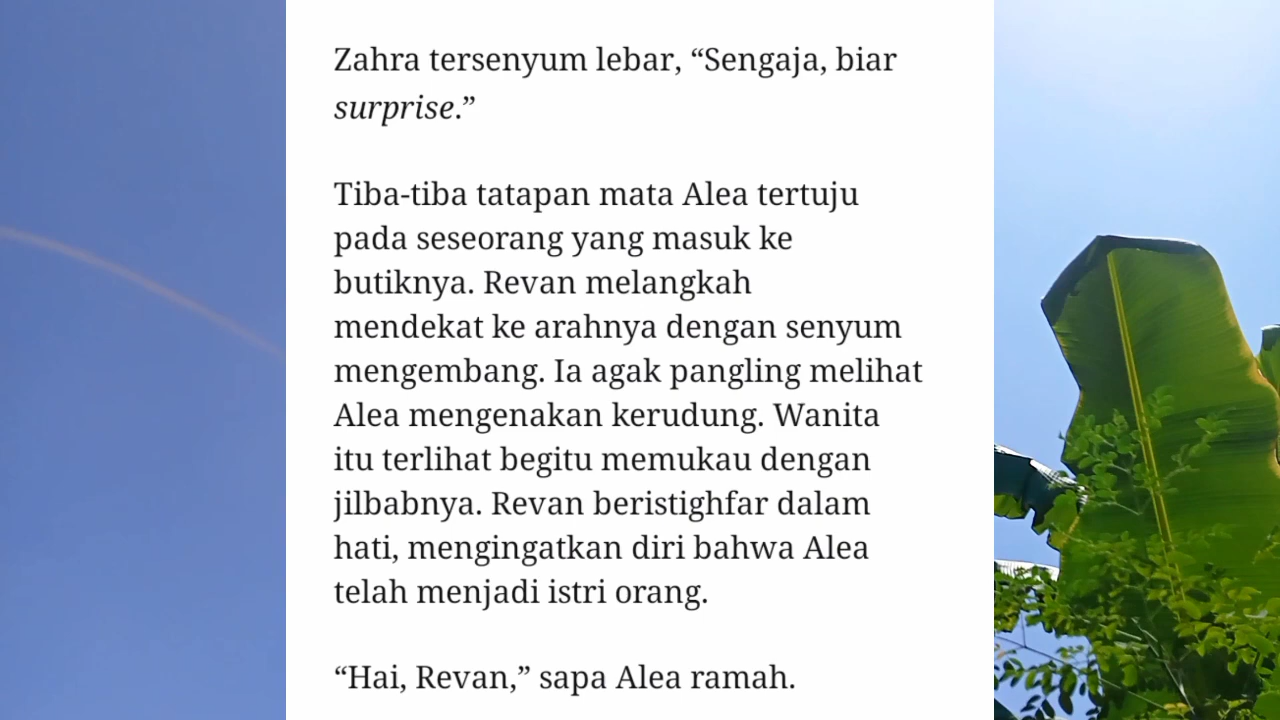 Zahra tersenyum lebar, “Sengaja, biar
surprise.”
Tiba-tiba tatapan mata Alea tertuju
pada seseorang yang masuk ke
butiknya. Revan melangkah
mendekat ke arahnya dengan senyum
mengembang. Ia agak pangling melihat
Alea mengenakan kerudung. Wanita
itu terlihat begitu memukau dengan
jilbabnya. Revan beristighfar dalam
hati, mengingatkan diri bahwa Alea
telah menjadi istri orang.
“Hai, Revan,” sapa Alea ramah.